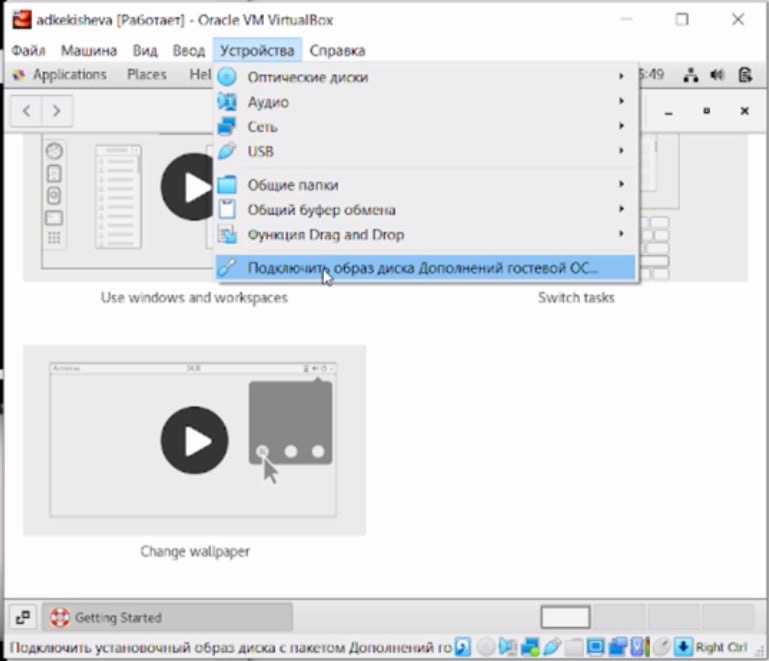 adkekisheva [Работает] - Oracle VM VirtualBox
Файл Машина Вид Ввод Устройства Справка
Applications Places Hel 5:49
Оптические диски
Аудио
Сеть
USB
Общие папки
Общий буфер обмена
Функция Drag and Drop
Подключить образ диска Дополнений гостевой ОС...
Use windows and workspaces Switch tasks
Change wallpaper
Getting Started
Подключить установочный образ диска с пакетом Дополнений го Right Ctrl